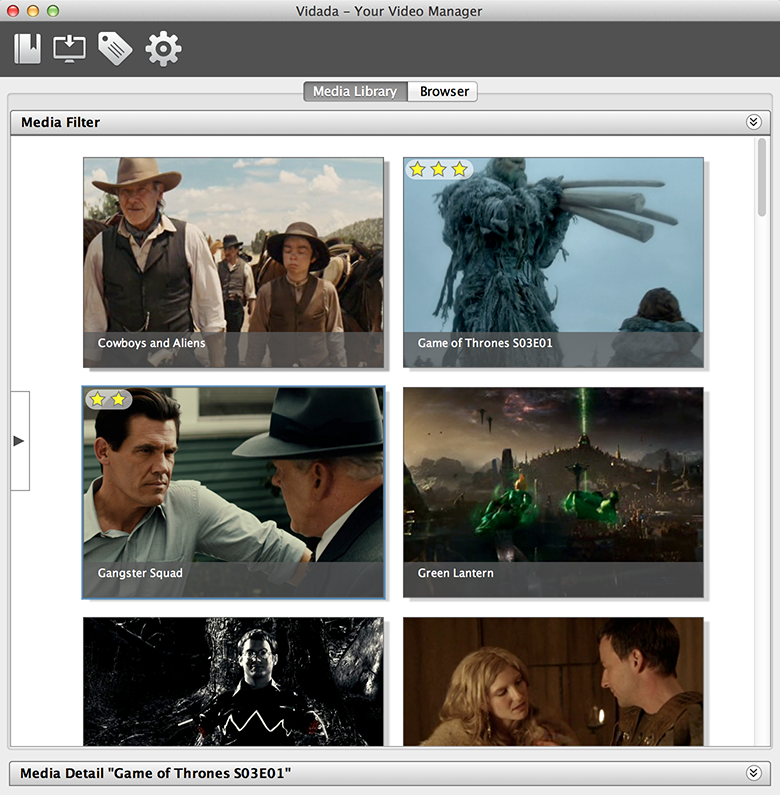 Vidada – Your Video Manager
Media Library
Browser
Media Filter
Cowboys and Aliens
Game of Thrones S03E01
Gangster Squad
Green Lantern
Media Detail "Game of Thrones S03E01"